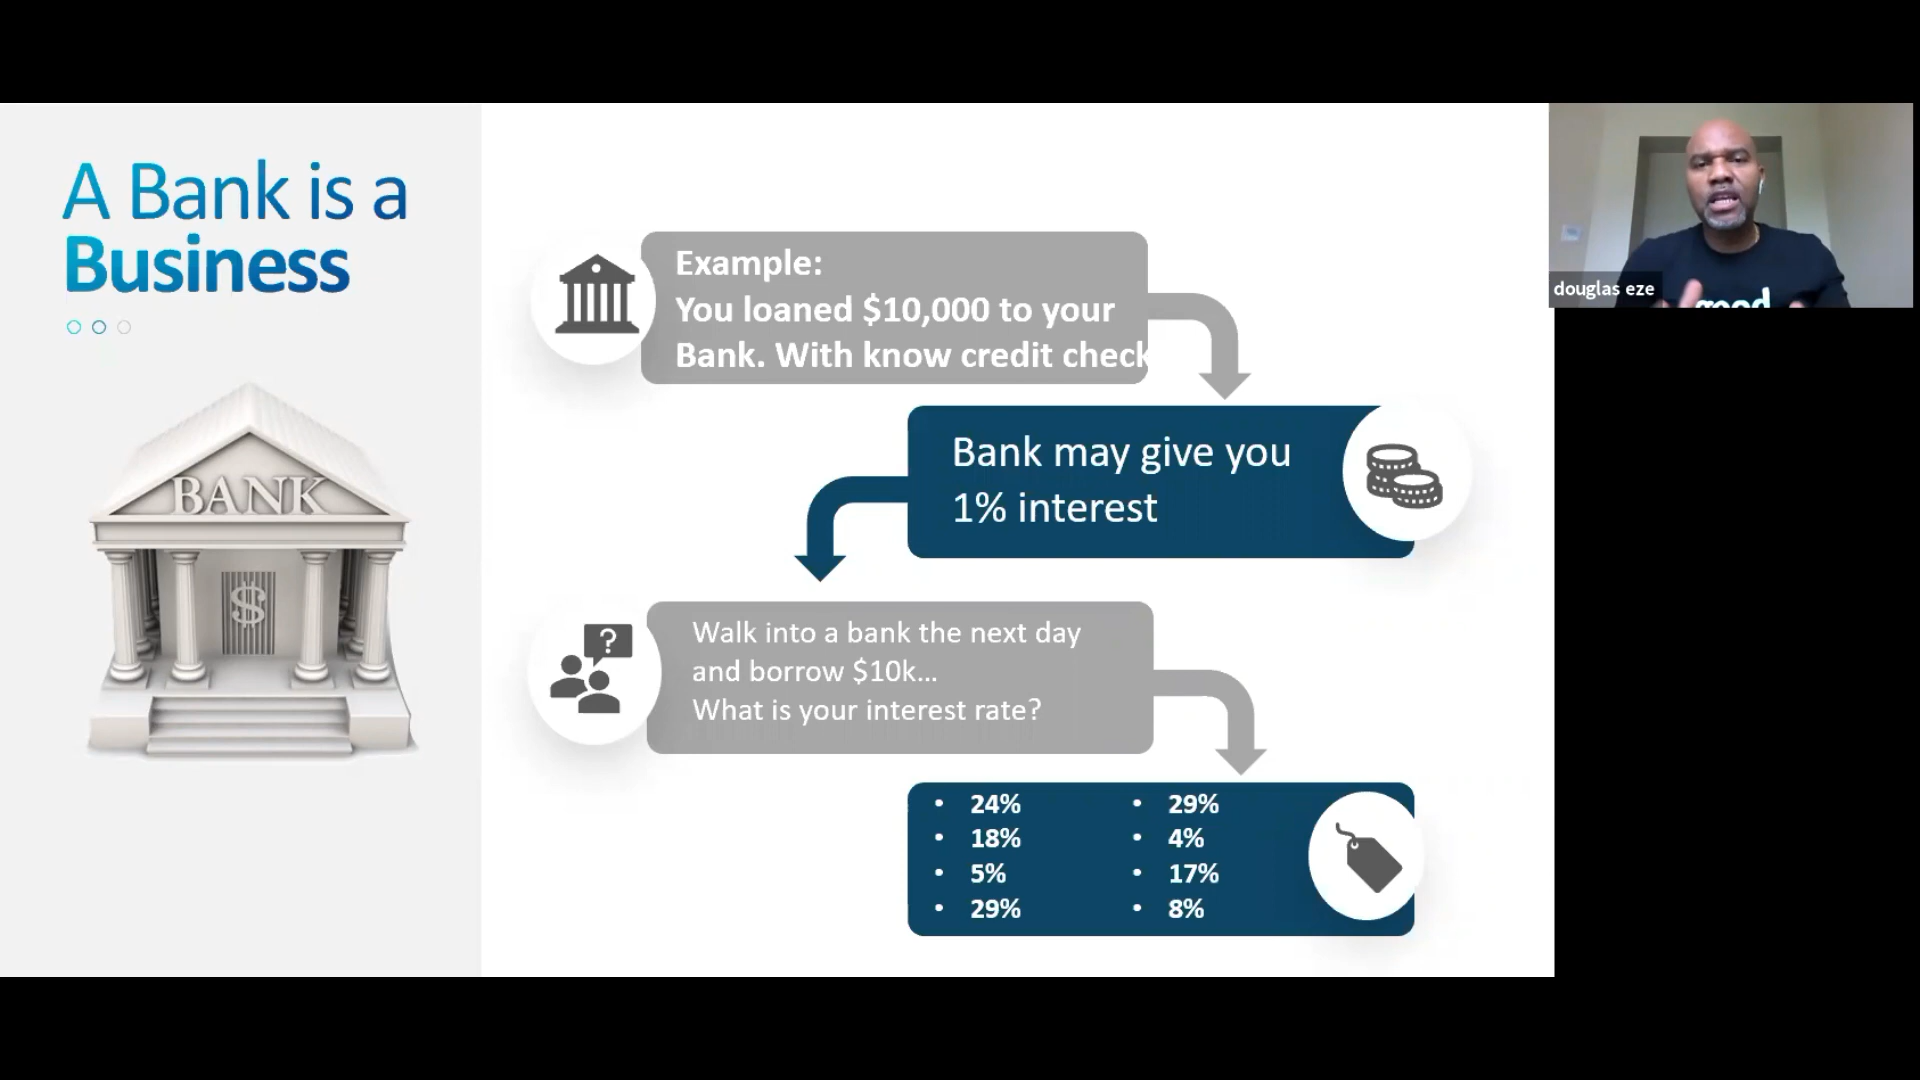 A Bank is a
Business
BANK
$
Example:
You loaned $10,000 to your
Bank. With know credit check
Bank may give you
1% interest
?
Walk into a bank the next day
and borrow $10k...
What is your interest rate?
• 24%
• 18%
• 5%
• 29%
• 29%
• 4%
• 17%
• 8%
douglas eze
good